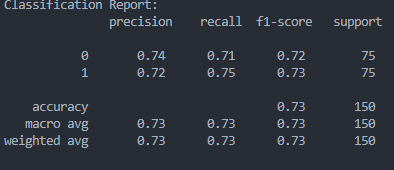 Classification Report:
precision recall f1-score support
0 0.74 0.71 0.72 75
1 0.72 0.75 0.73 75
accuracy 0.73 150
macro avg 0.73 0.73 0.73 150
weighted avg 0.73 0.73 0.73 150